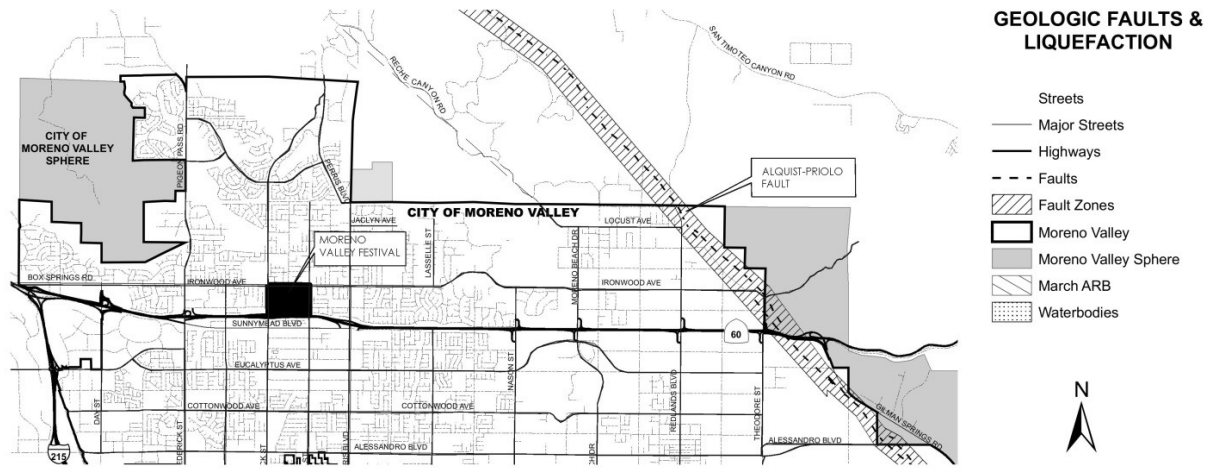 GEOLOGIC FAULTS &
LIQUEFACTION
Streets
Major Streets
Highways
Faults
Fault Zones
Moreno Valley
Moreno Valley Sphere
March ARB
Waterbodies
N
SAN TIMOTEO CANYON RD
RECHE CANYON RD
CITY OF
MORENO VALLEY
SPHERE
PIGEON PASS RD
PERRIS BLVD
ALQUIST-PRIOLO
FAULT
CITY OF MORENO VALLEY
JACLYN AVE
LOCUST AVE
MORENO
VALLEY FESTIVAL
LASSELLE ST
MORENO BEACH DR
BOX SPRINGS RD
IRONWOOD AVE
IRONWOOD AVE
SUNNYMEAD BLVD
60
EUCALYPTUS AVE
NASON ST
REDLANDS BLVD
THEODORE ST
DAY ST
COTTONWOOD AVE
COTTONWOOD AVE
GILMAN SPRINGS RD
ALESSANDRO BLVD
ALESSANDRO BLVD
215